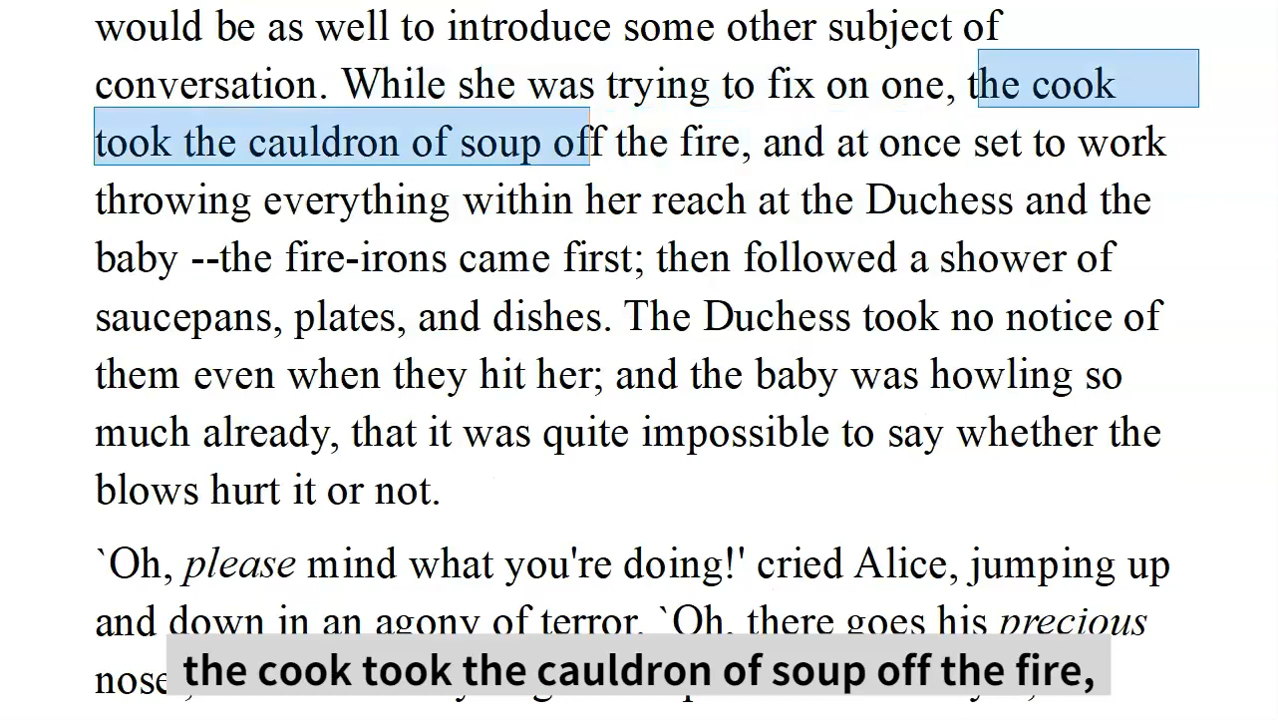 would be as well to introduce some other subject of
conversation. While she was trying to fix on one, the cook
took the cauldron of soup off the fire, and at once set to work
throwing everything within her reach at the Duchess and the
baby --the fire-irons came first; then followed a shower of
saucepans, plates, and dishes. The Duchess took no notice of
them even when they hit her; and the baby was howling so
much already, that it was quite impossible to say whether the
blows hurt it or not.
`Oh, please mind what you're doing!' cried Alice, jumping up
and down in an agony of terror. `Oh, there goes his precious
nose
the cook took the cauldron of soup off the fire,